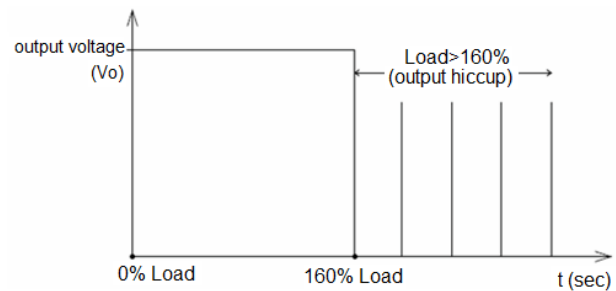 output voltage
(Vo)
Load>160%
(output hiccup)
0% Load
160% Load
t (sec)